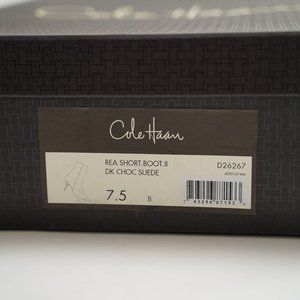 Cole Haan
REA SHORT.BOOT.II D26267
DK CHOC SUEDE
7.5 B